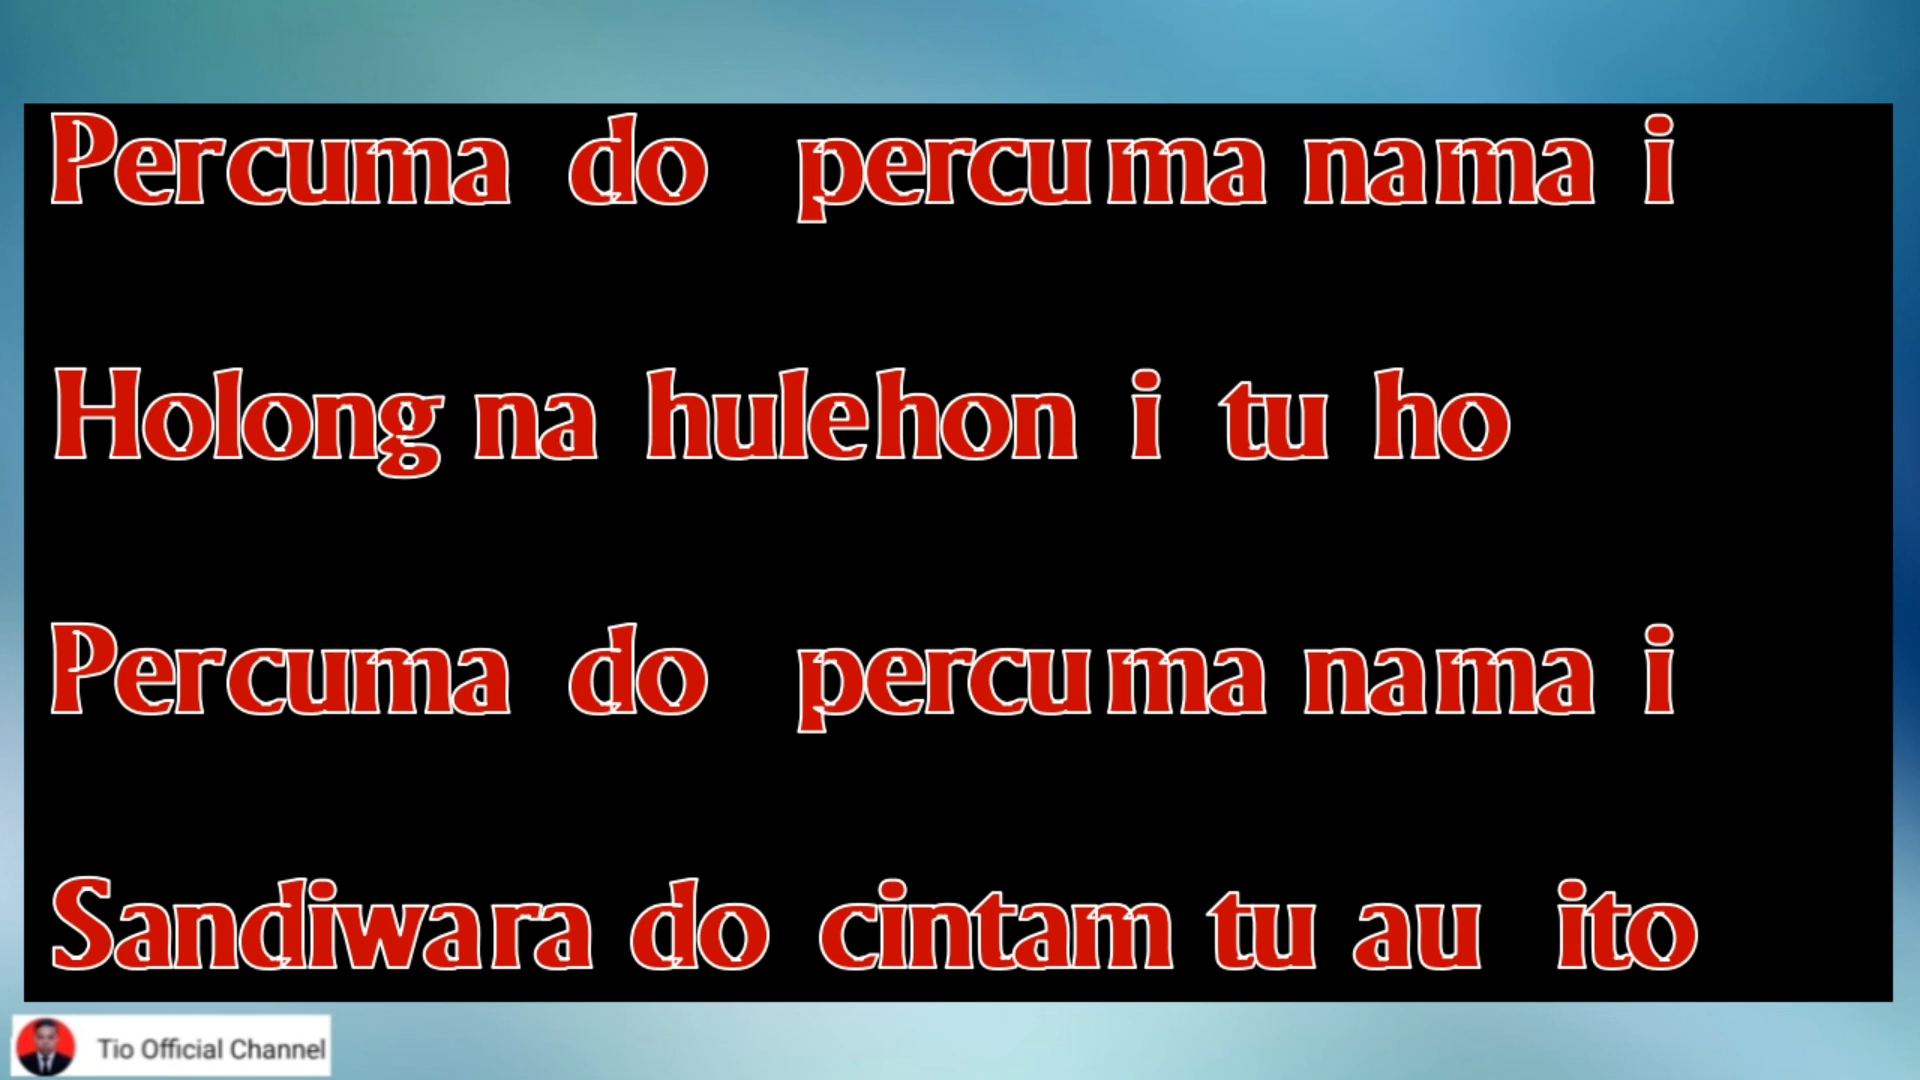 Percuma do percuma nama i
Holong na hulehon i tu ho
Percuma do percuma nama i
Sandiwara do cintam tu au ito
Tio Official Channel